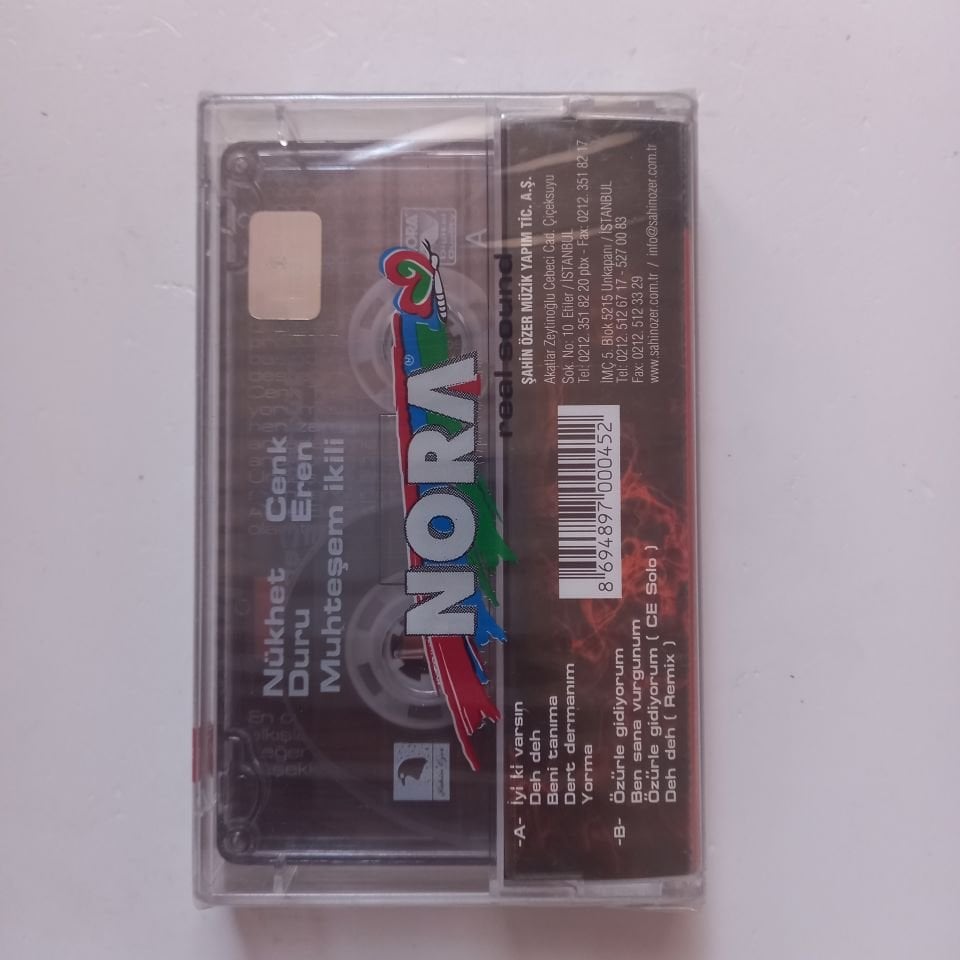 Nükhet Cenk
Duru Eren
Muhteşem ikili
NORA
®
real sound
A
-A- İyi ki varsın
Deh deh
Beni tanıma
Dert dermanım
Yorma
-B- Özürle gidiyorum
Ben sana vurgunum
Özürle gidiyorum ( CE Solo )
Deh deh ( Remix )
8 694897 000452
ŞAHİN ÖZER MÜZİK YAPIM TİC. A.Ş.
Akatlar Zeytinoğlu Cebeci Cad. Çiçeksuyu
Sok. No: 10 Etiler / İSTANBUL
Tel: 0212. 351 82 20 pbx - Fax: 0212. 351 82 17
İMÇ 5. Blok 5215 Unkapanı / İSTANBUL
Tel: 0212. 512 67 17 - 527 00 83
Fax: 0212. 512 33 29
www.sahinozer.com.tr / info@sahinozer.com.tr